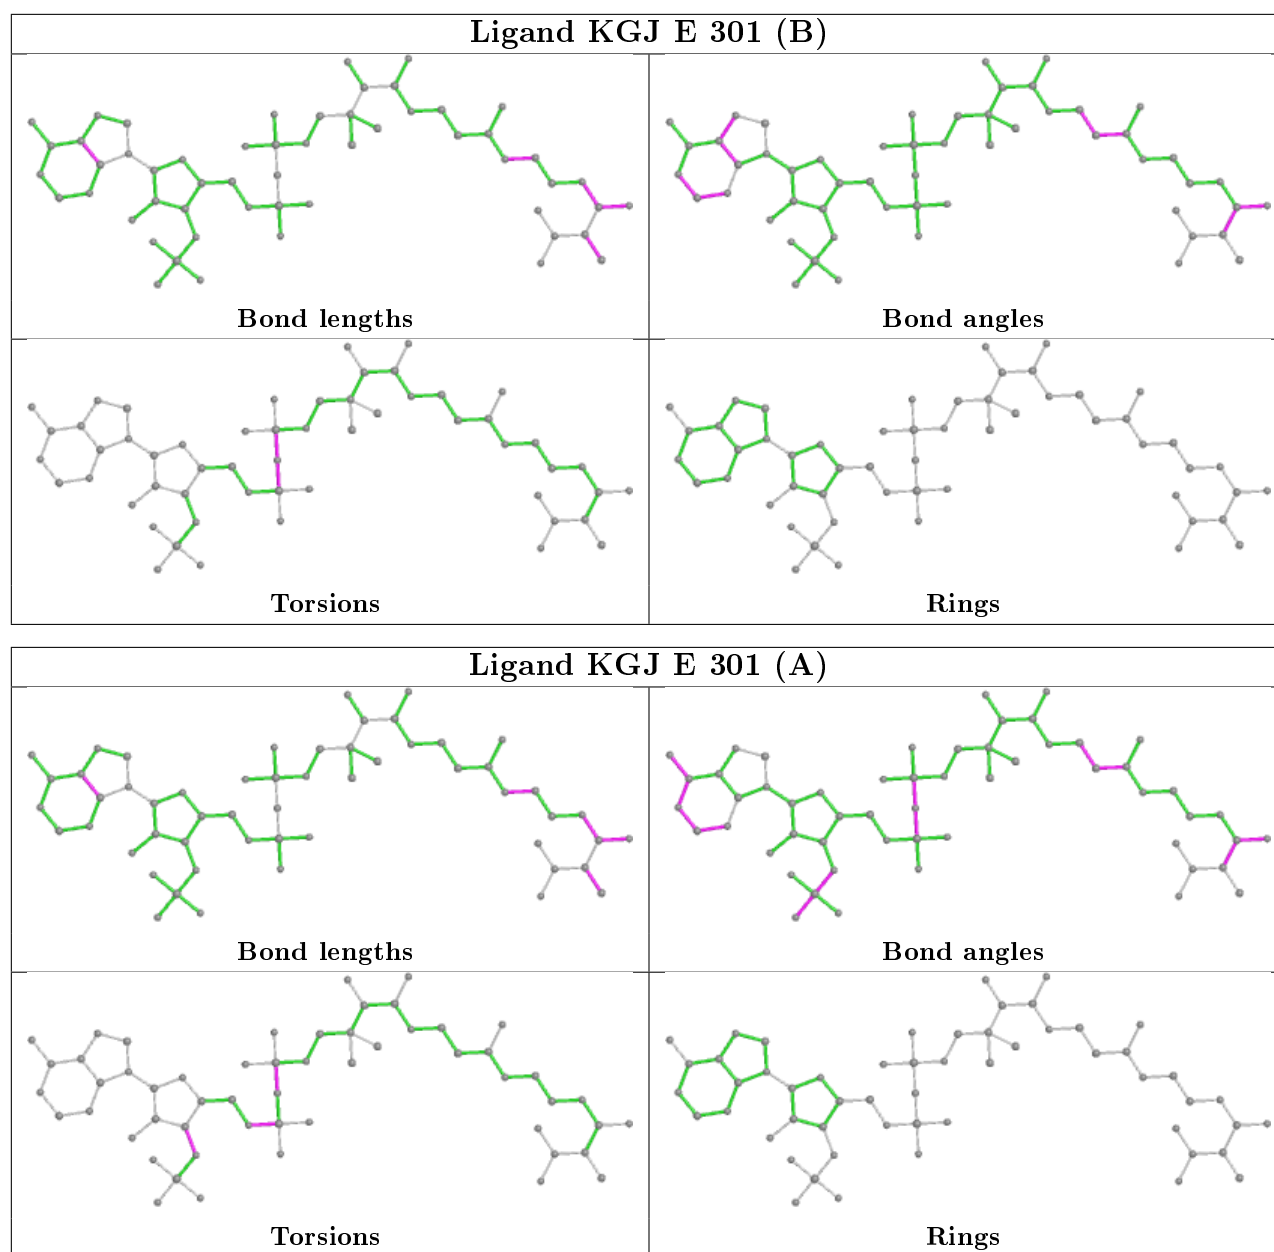 Ligand KGJ E 301 (B)
Bond lengths
Bond angles
Torsions
Rings
Ligand KGJ E 301 (A)
Bond lengths
Bond angles
Torsions
Rings